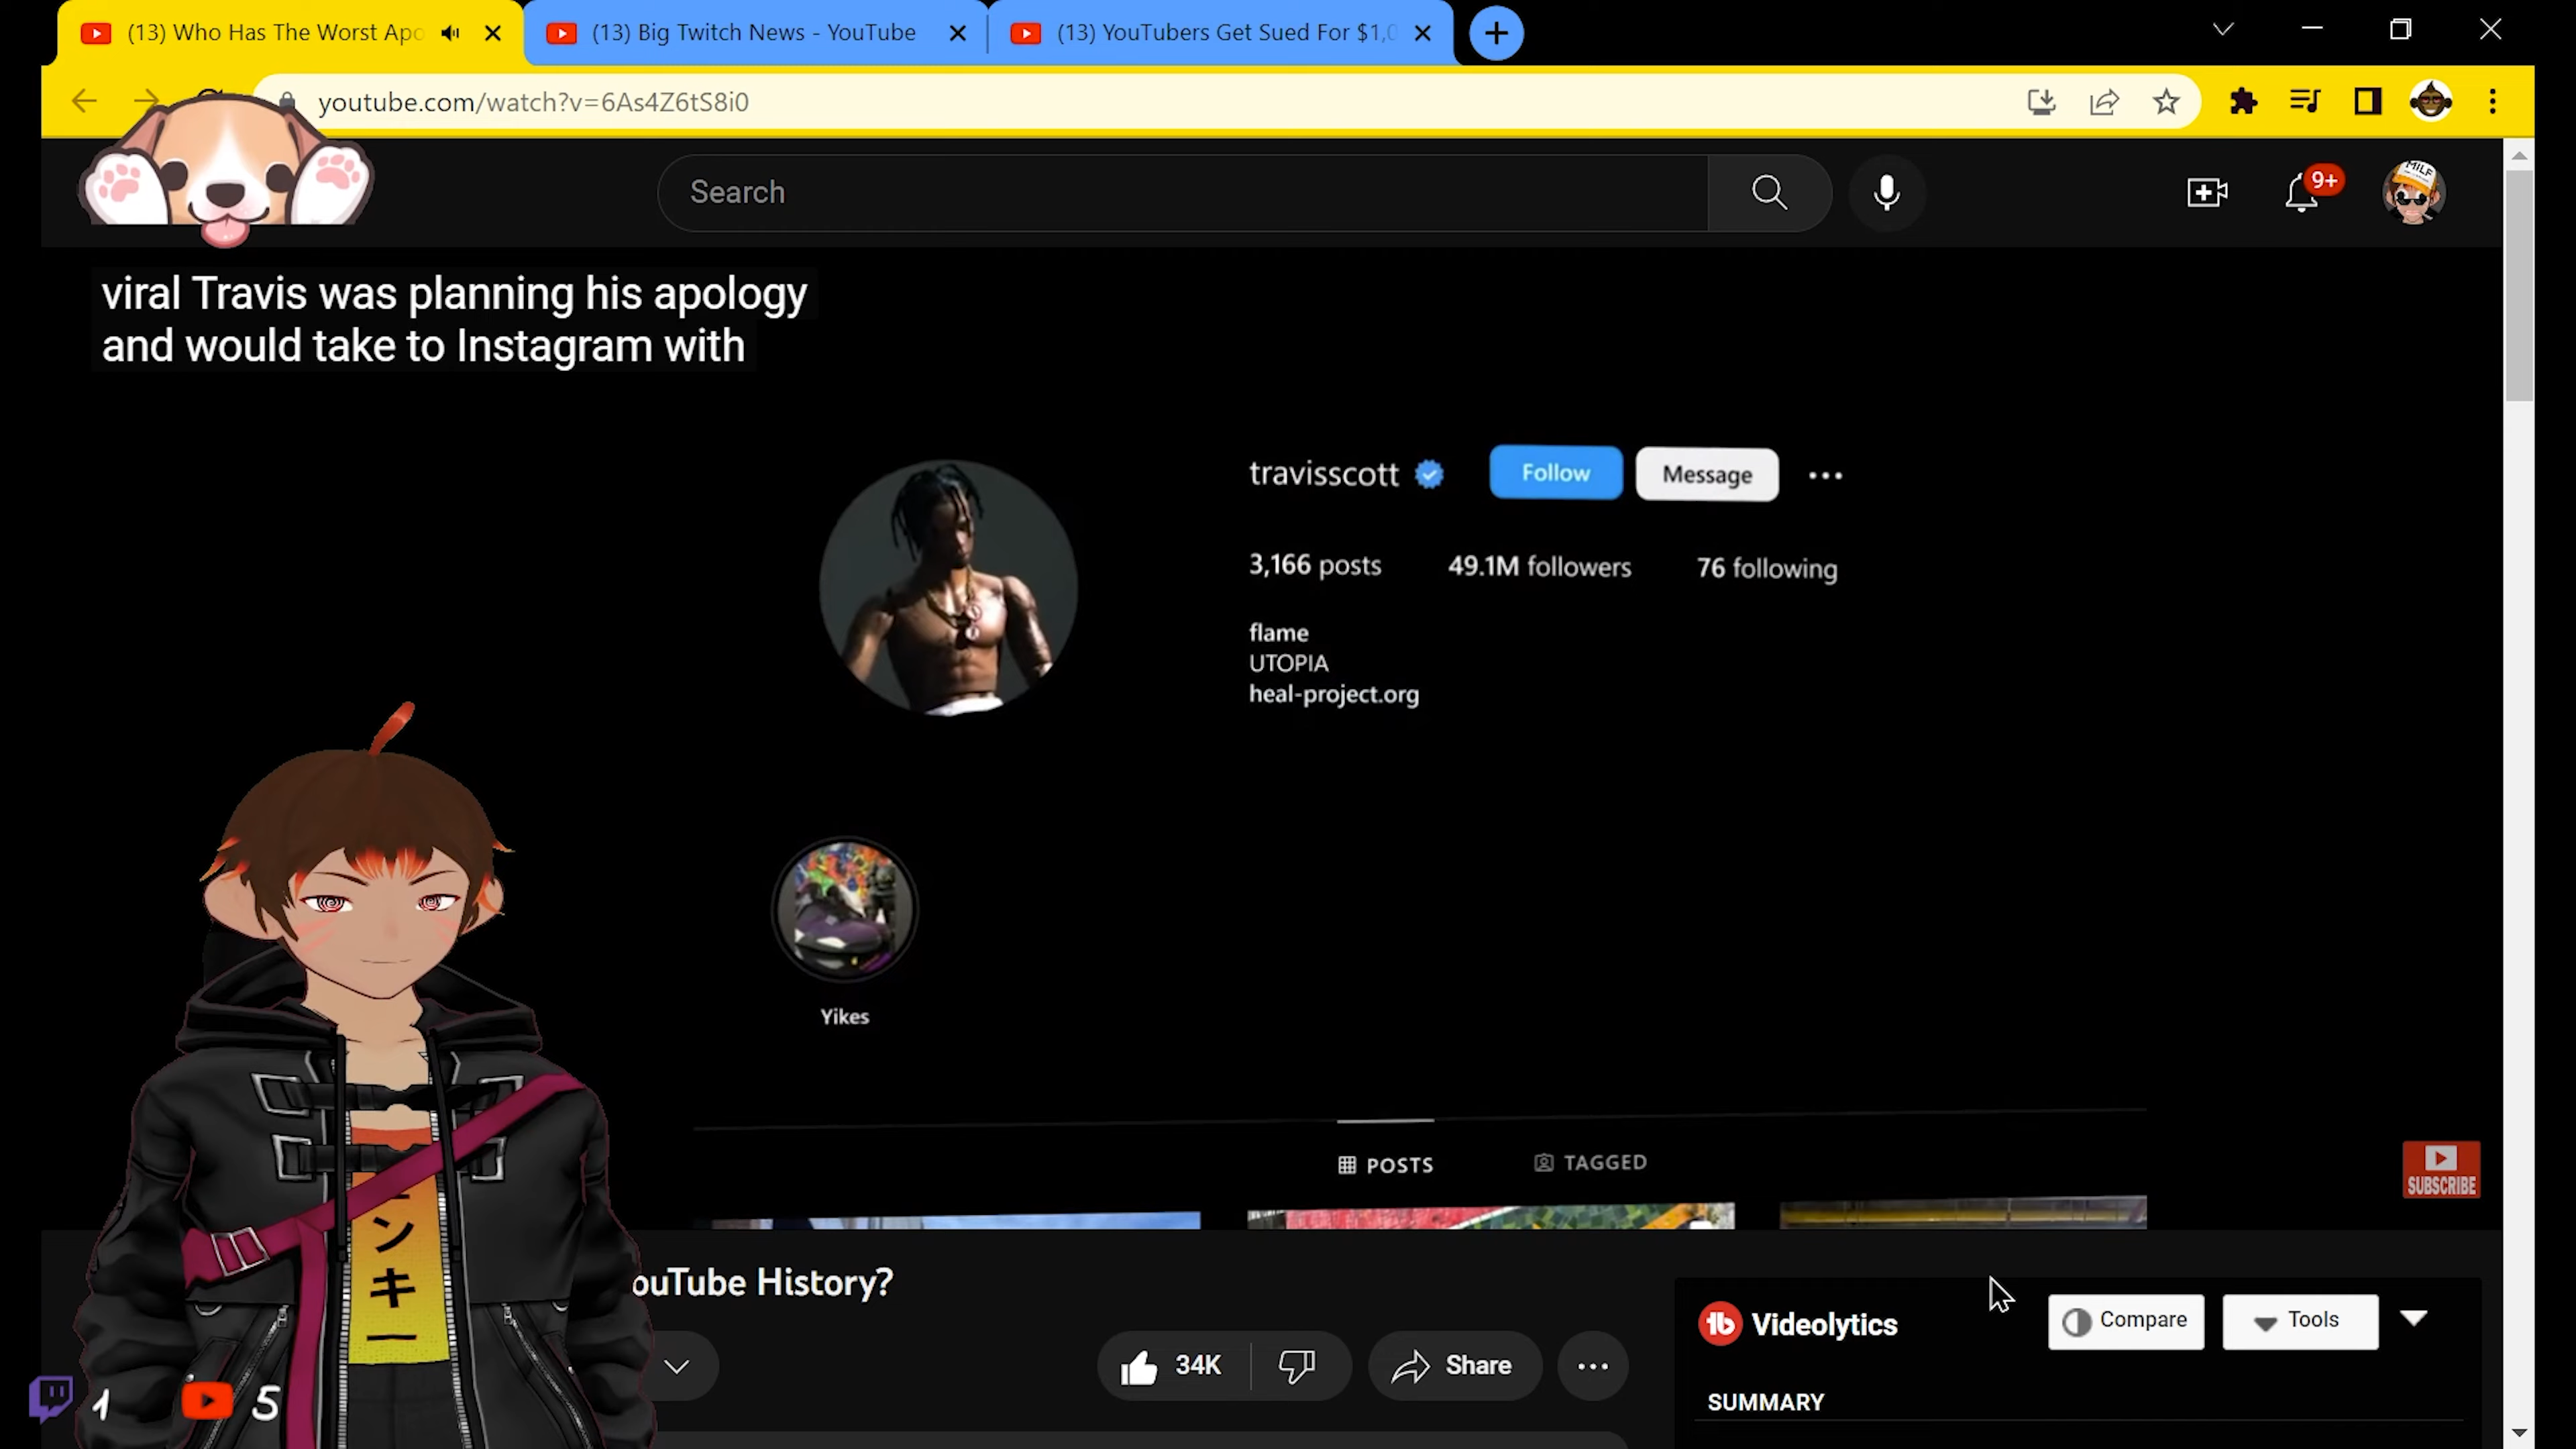 (13) Who Has The Worst Apo
(13) Big Twitch News - YouTube
(13) YouTubers Get Sued For $1,0
youtube.com/watch?v=6As4Z6tS8i0
Search
9+
MILF
viral Travis was planning his apology
and would take to Instagram with
travisscott
Follow
Message
3,166 posts
49.1M followers
76 following
flame
UTOPIA
heal-project.org
Yikes
POSTS
TAGGED
SUBSCRIBE
ンキー
ouTube History?
34K
Share
Videolytics
Compare
Tools
SUMMARY
1
5